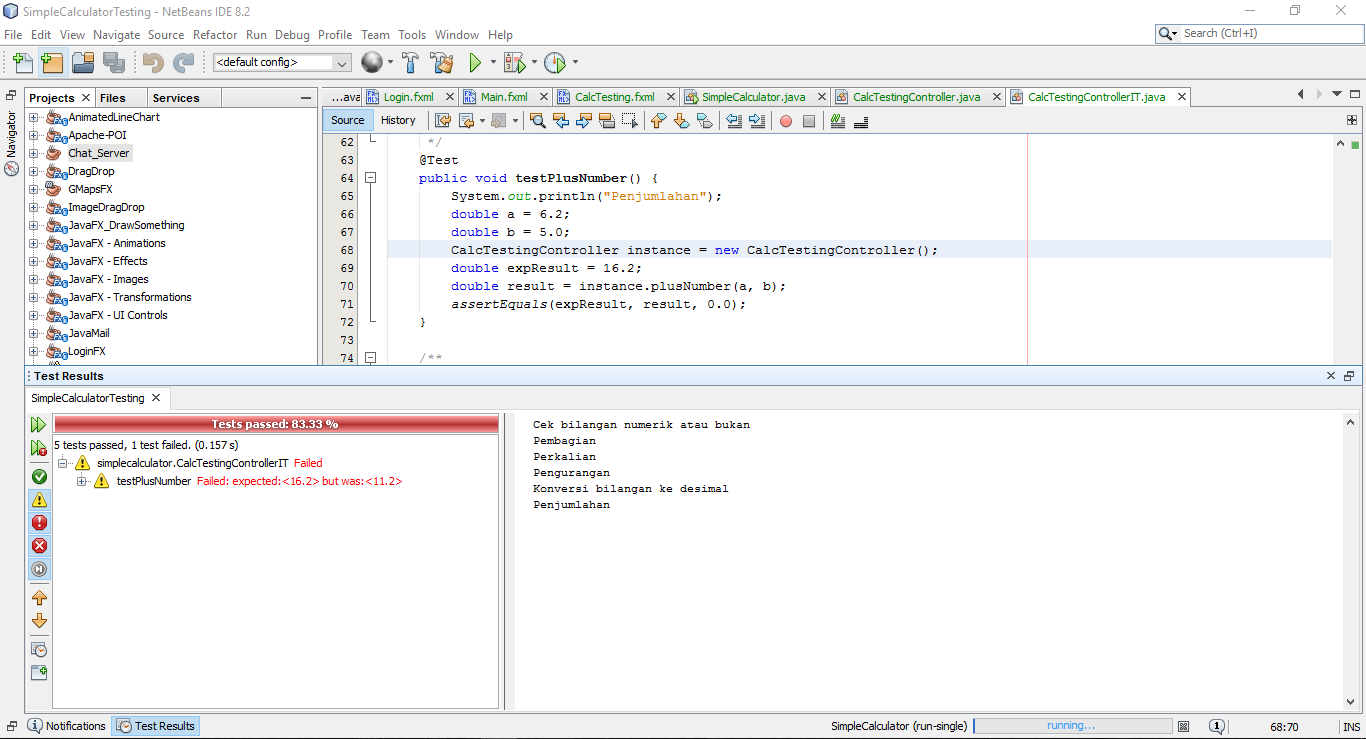 SimpleCalculatorTesting - NetBeans IDE 8.2
File Edit View Navigate Source Refactor Run Debug Profile Team Tools Window Help
Search (Ctrl+I)
<default config>
Projects Files Services
Navigator
AnimatedLineChart
Apache-POI
Chat_Server
DragDrop
GMapsFX
ImageDragDrop
JavaFX_DrawSomething
JavaFX - Animations
JavaFX - Effects
JavaFX - Images
JavaFX - Transformations
JavaFX - UI Controls
JavaMail
LoginFX
...ava Login.fxml Main.fxml CalcTesting.fxml SimpleCalculator.java CalcTestingController.java CalcTestingControllerIT.java
Source History
62 */
63 @Test
64 public void testPlusNumber() {
65 System.out.println("Penjumlahan");
66 double a = 6.2;
67 double b = 5.0;
68 CalcTestingController instance = new CalcTestingController();
69 double expResult = 16.2;
70 double result = instance.plusNumber(a, b);
71 assertEquals(expResult, result, 0.0);
72 }
73
74 /**
Test Results
SimpleCalculatorTesting
Tests passed: 83.33 %
5 tests passed, 1 test failed. (0.157 s)
simplecalculator.CalcTestingControllerIT Failed
testPlusNumber Failed: expected:<16.2> but was:<11.2>
Cek bilangan numerik atau bukan
Pembagian
Perkalian
Pengurangan
Konversi bilangan ke desimal
Penjumlahan
Notifications Test Results
SimpleCalculator (run-single) running... 1 68:70 INS